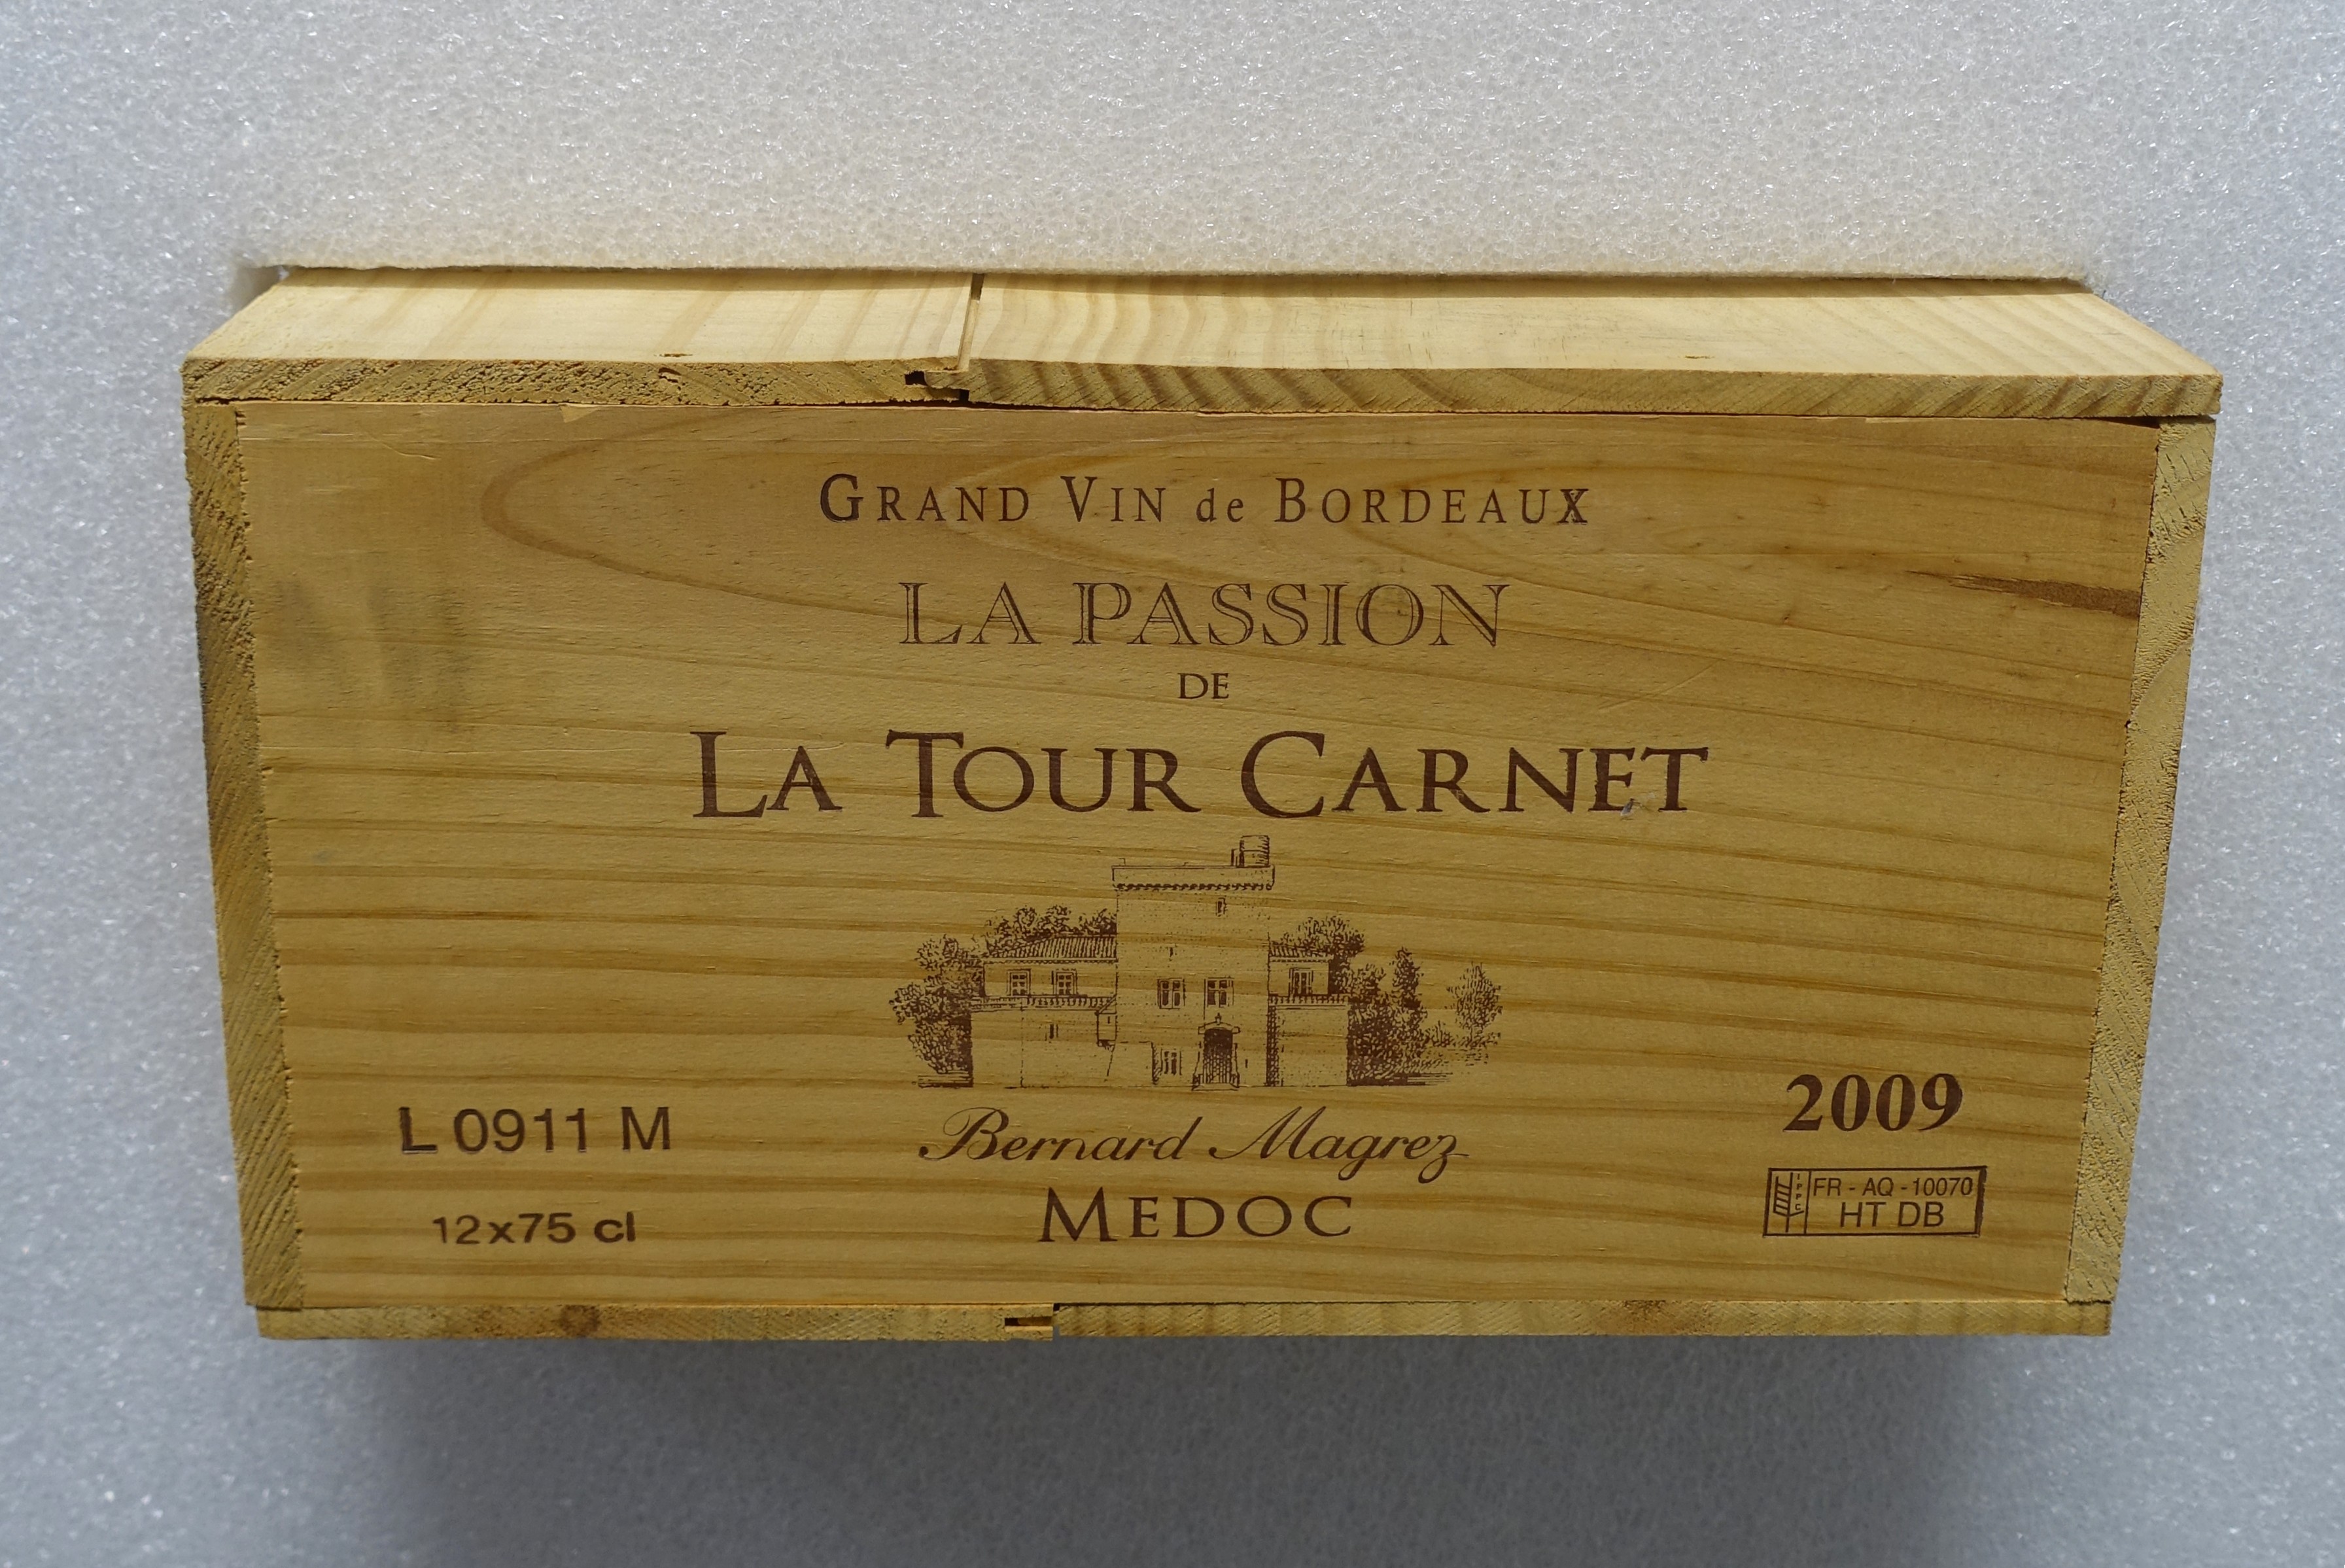 GRAND VIN de BORDEAUX
LA PASSION
DE
LA TOUR CARNET
L 0911 M
12x75 cl
Bernard Magrez
MEDOC
2009
IPPC
FR - AQ - 10070
HT DB